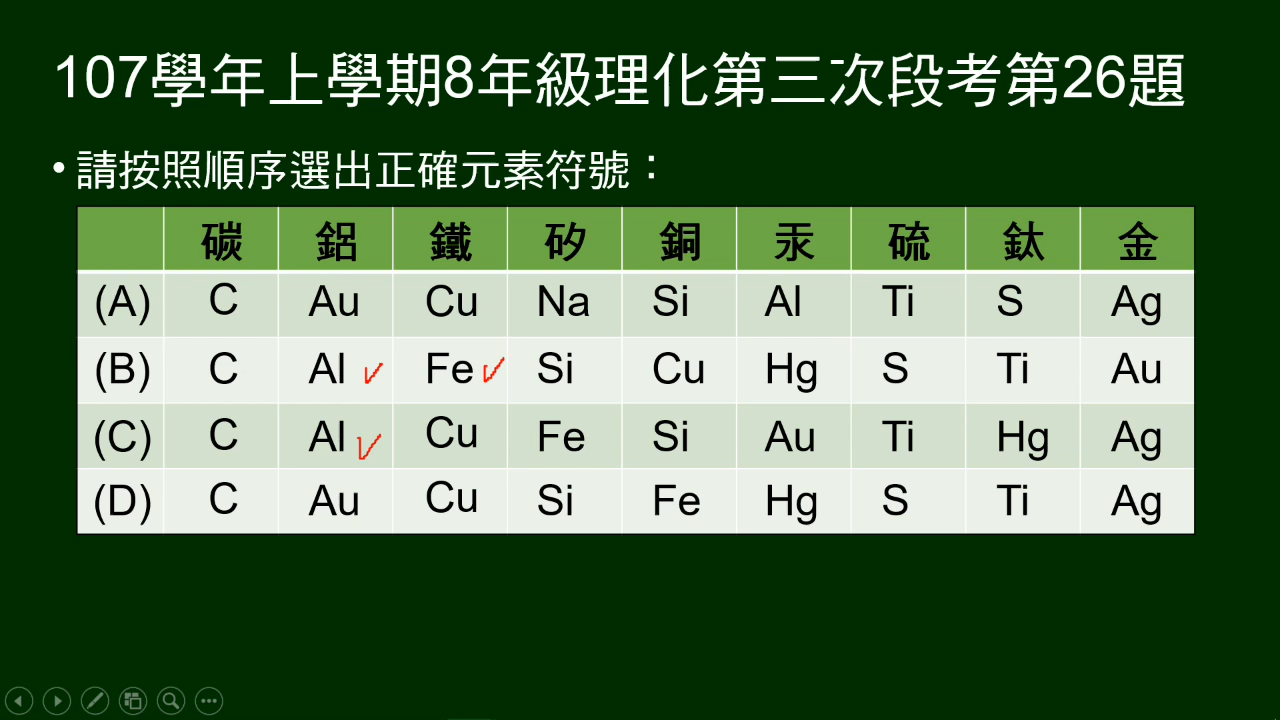 107學年上學期8年級理化第三次段考第26題
• 請按照順序選出正確元素符號：
碳 鋁 鐵 矽 銅 汞 硫 鈦 金
(A) C Au Cu Na Si Al Ti S Ag
(B) C Al ✓ Fe ✓ Si Cu Hg S Ti Au
(C) C Al ✓ Cu Fe Si Au Ti Hg Ag
(D) C Au Cu Si Fe Hg S Ti Ag